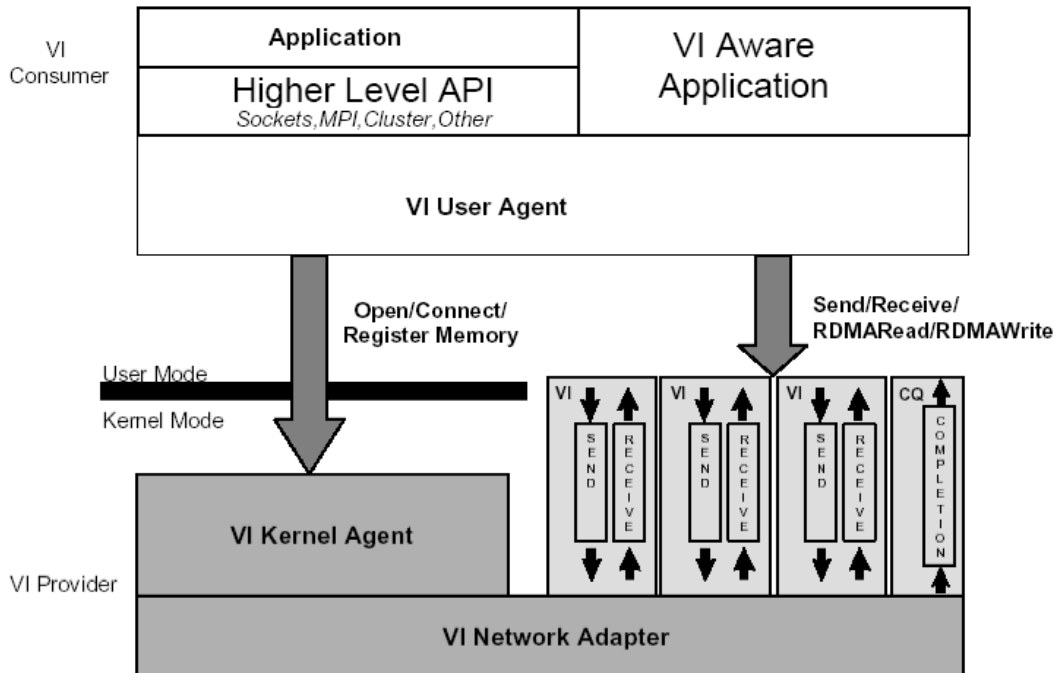 VI
Consumer
Application
Higher Level API
Sockets,MPI,Cluster,Other
VI Aware
Application
VI User Agent
Open/Connect/
Register Memory
Send/Receive/
RDMARead/RDMAWrite
User Mode
Kernel Mode
VI
SEND
RECEIVE
VI
SEND
RECEIVE
VI
SEND
RECEIVE
CQ
COMPLETION
VI Kernel Agent
VI Provider
VI Network Adapter